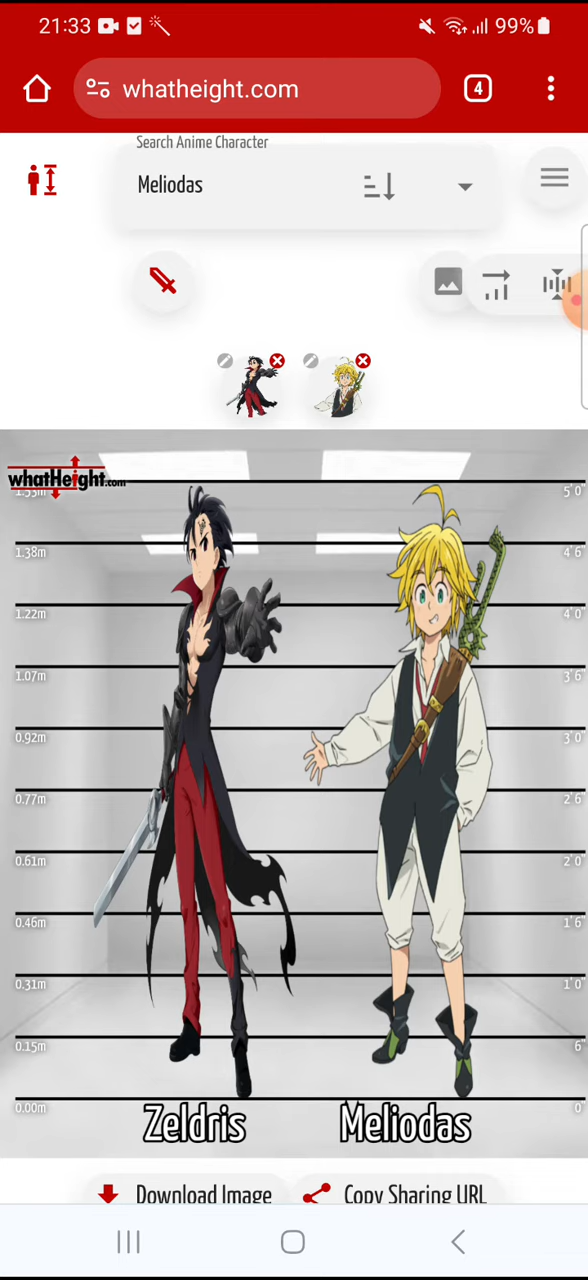 21:33
99%
whatheight.com
4
Search Anime Character
Meliodas
whatHeight.com
1.53m 5'0"
1.38m 4'6"
1.22m 4'0"
1.07m 3'6"
0.92m 3'0"
0.77m 2'6"
0.61m 2'0"
0.46m 1'6"
0.31m 1'0"
0.15m 6"
0.00m 0"
Zeldris Meliodas
Download Image Copy Sharing URL